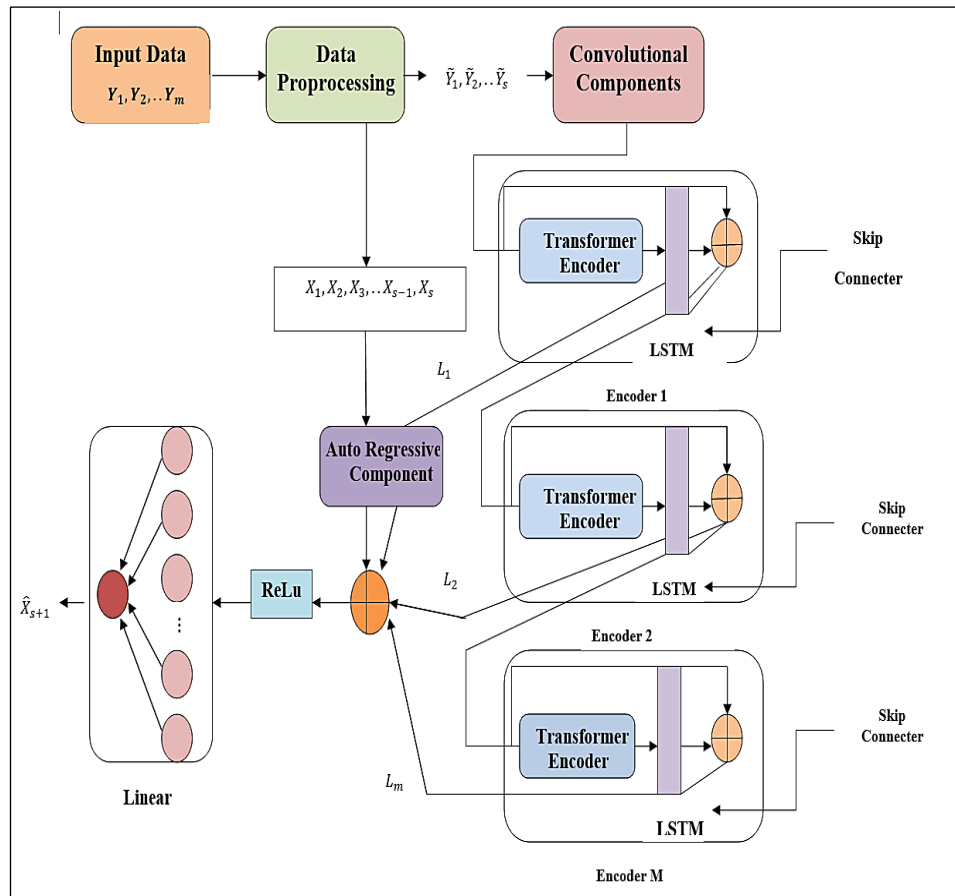 Input Data
Y₁, Y₂, . . Yₘ
Data
Proprocessing
Ỹ₁, Ỹ₂, . . Ỹₛ
Convolutional
Components
Transformer
Encoder
Skip
Connecter
LSTM
Encoder 1
X₁, X₂, X₃, . . Xₛ₋₁, Xₛ
L₁
Auto Regressive
Component
Transformer
Encoder
Skip
Connecter
LSTM
Encoder 2
L₂
ReLu
X̂ₛ₊₁
⋮
Linear
Transformer
Encoder
Skip
Connecter
LSTM
Encoder M
Lₘ